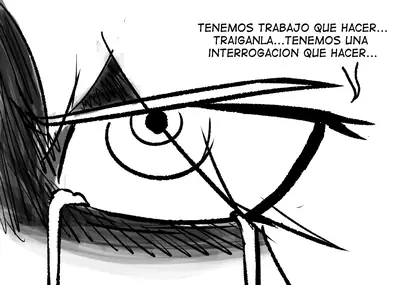 TENEMOS TRABAJO QUE HACER...
TRAIGANLA...TENEMOS UNA
INTERROGACION QUE HACER...